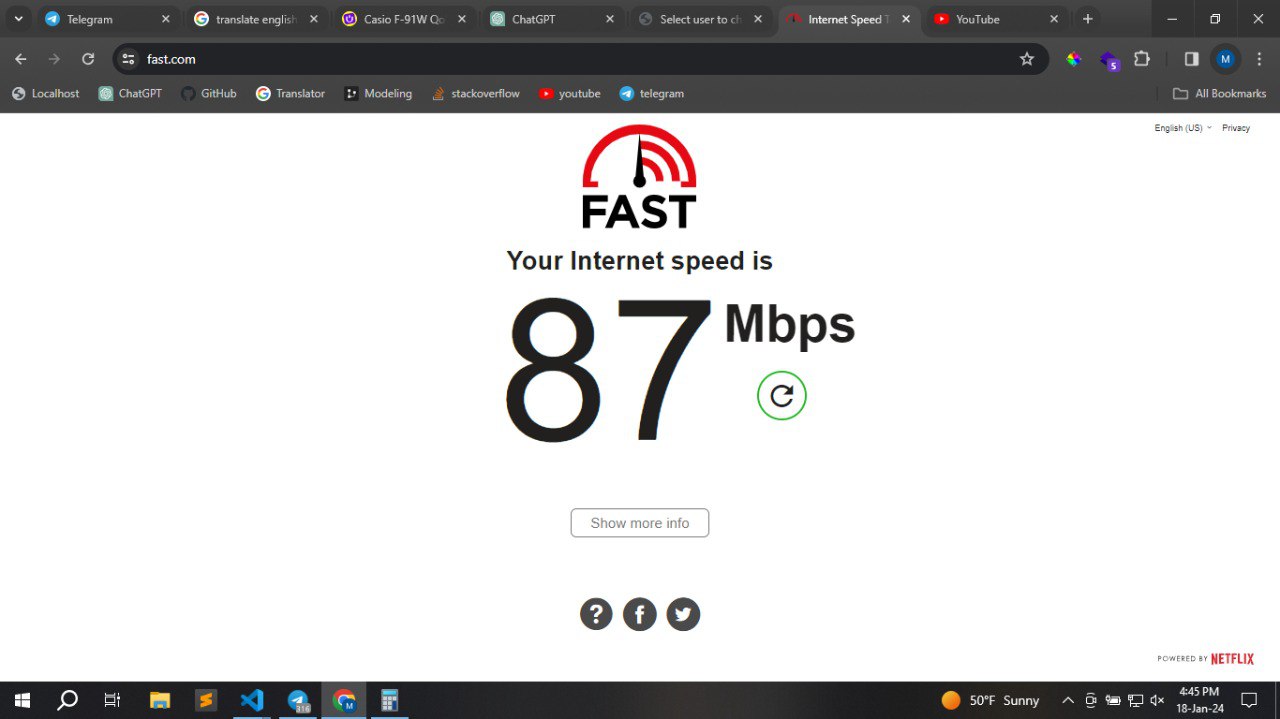 Telegram
translate english
Casio F-91W Qo
ChatGPT
Select user to ch
Internet Speed T
YouTube
fast.com
5
M
Localhost
ChatGPT
GitHub
Translator
Modeling
stackoverflow
youtube
telegram
All Bookmarks
English (US)
Privacy
FAST
Your Internet speed is
87 Mbps
Show more info
?
f
POWERED BY NETFLIX
316
M
50°F Sunny
4:45 PM
18-Jan-24